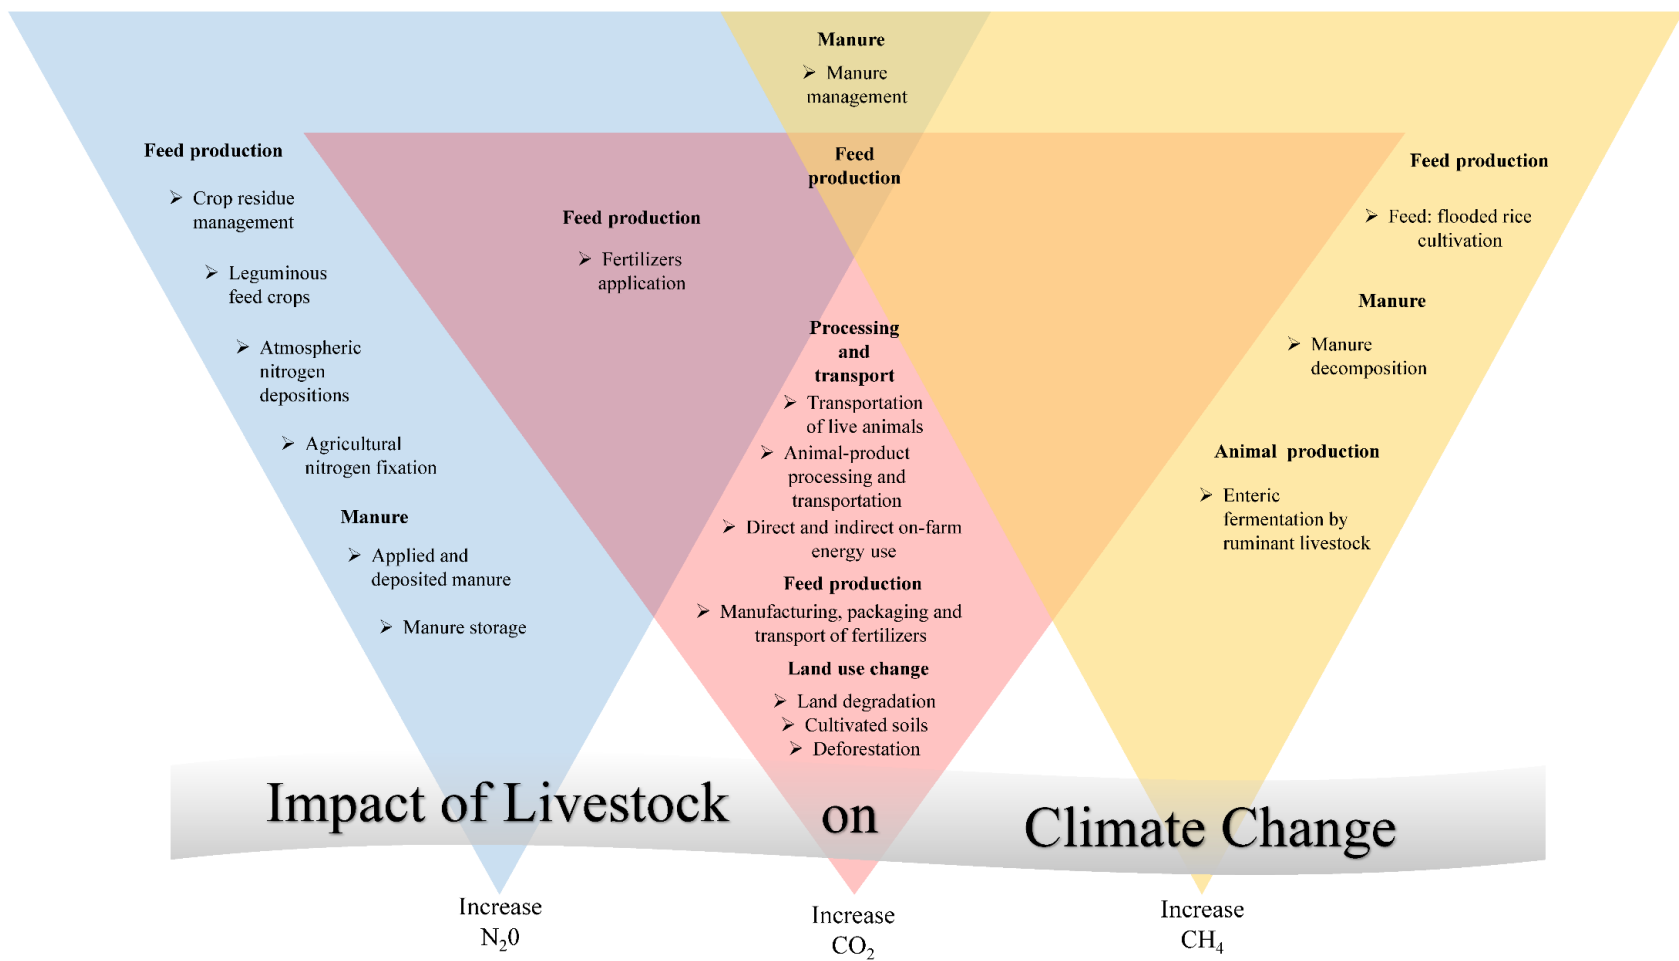 Manure
➢ Manure
management
Feed production
➢ Crop residue
management
➢ Leguminous
feed crops
➢ Atmospheric
nitrogen
depositions
➢ Agricultural
nitrogen fixation
Manure
➢ Applied and
deposited manure
➢ Manure storage
Feed production
➢ Fertilizers
application
Feed
production
Processing
and
transport
➢ Transportation
of live animals
➢ Animal-product
processing and
transportation
➢ Direct and indirect on-farm
energy use
Feed production
➢ Manufacturing, packaging and
transport of fertilizers
Land use change
➢ Land degradation
➢ Cultivated soils
➢ Deforestation
Feed production
➢ Feed: flooded rice
cultivation
Manure
➢ Manure
decomposition
Animal production
➢ Enteric
fermentation by
ruminant livestock
Impact of Livestock on Climate Change
Increase
N₂0
Increase
CO₂
Increase
CH₄